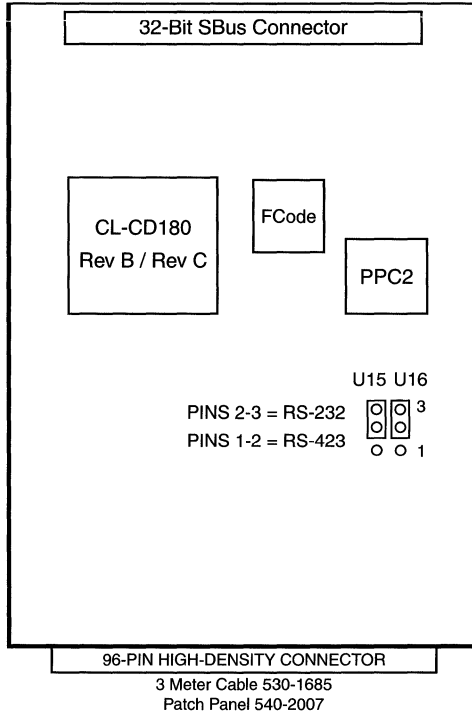 32-Bit SBus Connector
CL-CD180
Rev B / Rev C
FCode
PPC2
U15 U16
PINS 2-3 = RS-232
3
PINS 1-2 = RS-423
1
96-PIN HIGH-DENSITY CONNECTOR
3 Meter Cable 530-1685
Patch Panel 540-2007